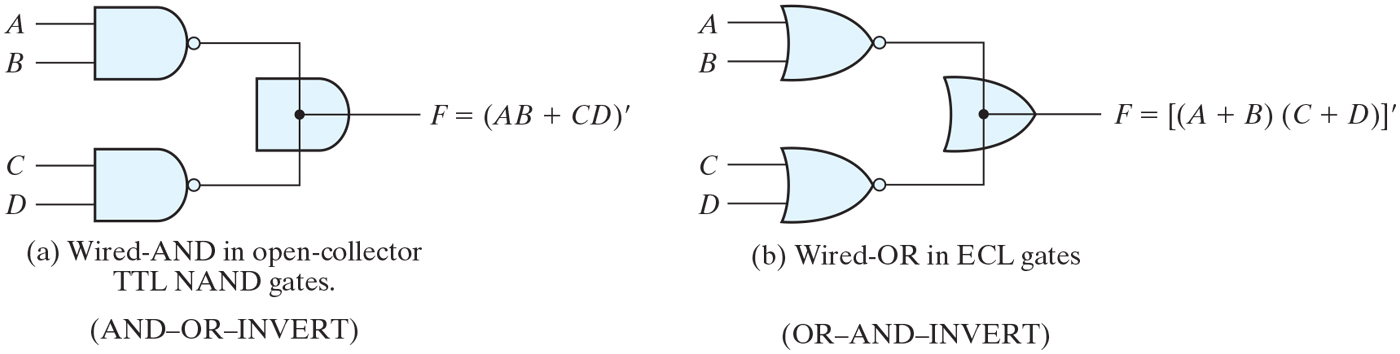 A
B
C
D
F = (AB + CD)′
(a) Wired-AND in open-collector
TTL NAND gates.
(AND–OR–INVERT)
A
B
C
D
F = [(A + B) (C + D)]′
(b) Wired-OR in ECL gates
(OR–AND–INVERT)